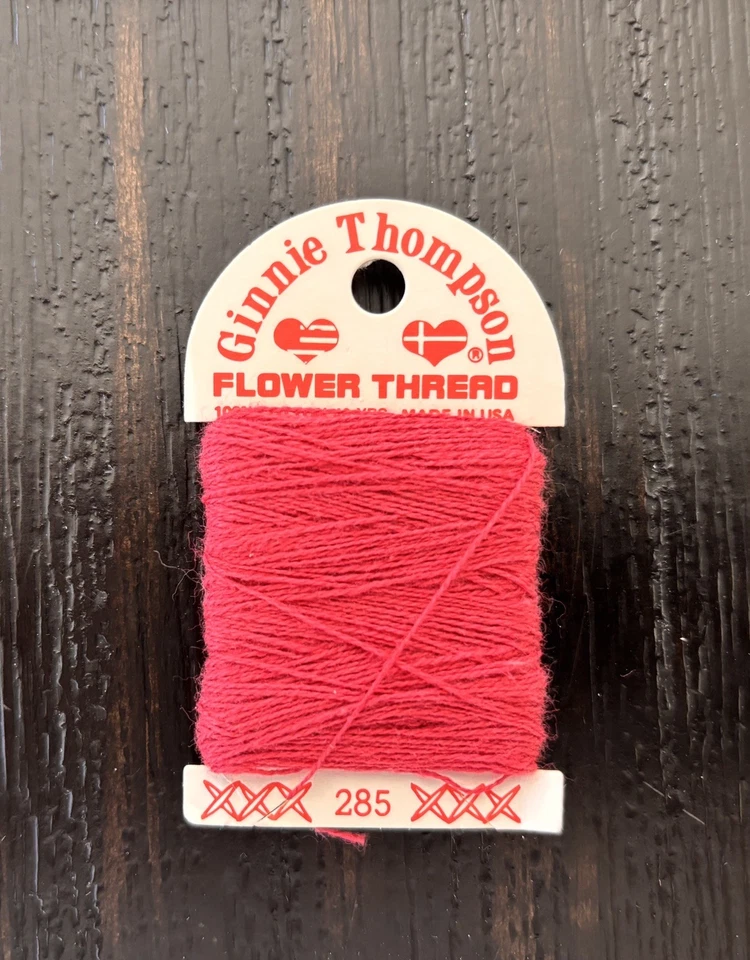 Ginnie Thompson
®
FLOWER THREAD
MADE IN USA
285